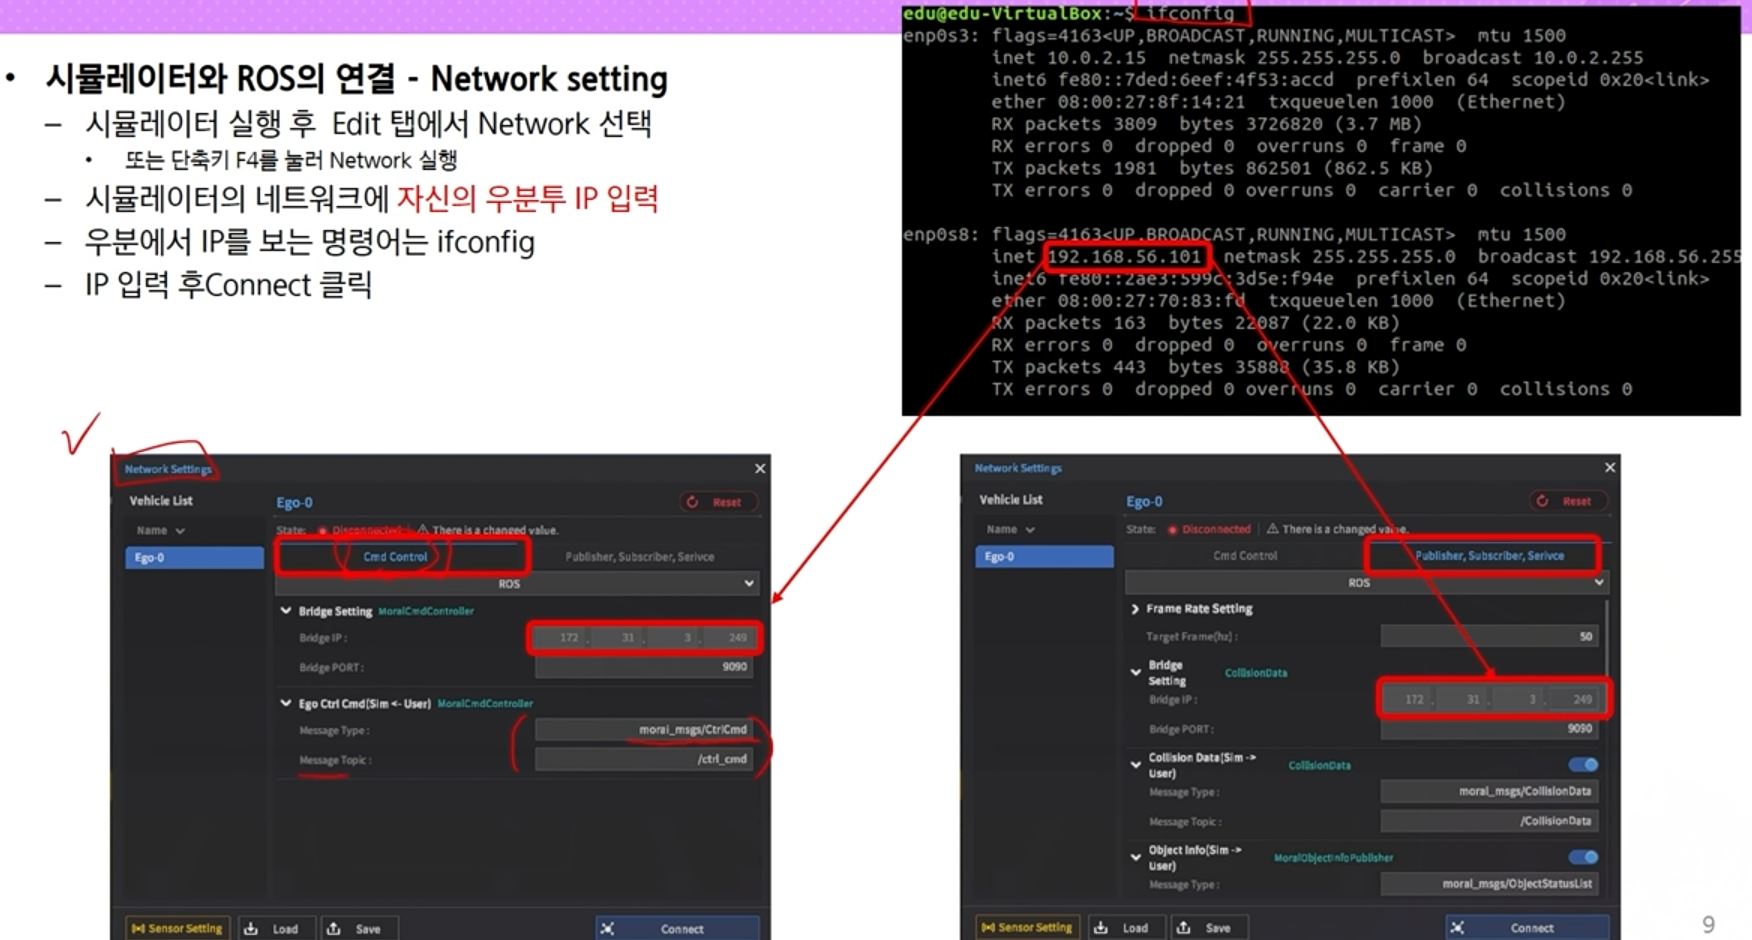 • 시뮬레이터와 ROS의 연결 - Network setting
– 시뮬레이터 실행 후 Edit 탭에서 Network 선택
• 또는 단축키 F4를 눌러 Network 실행
– 시뮬레이터의 네트워크에 자신의 우분투 IP 입력
– 우분에서 IP를 보는 명령어는 ifconfig
– IP 입력 후Connect 클릭
edu@edu-VirtualBox:~$ ifconfig
enp0s3: flags=4163<UP,BROADCAST,RUNNING,MULTICAST> mtu 1500
inet 10.0.2.15 netmask 255.255.255.0 broadcast 10.0.2.255
inet6 fe80::7ded:6eef:4f53:accd prefixlen 64 scopeid 0x20<link>
ether 08:00:27:8f:14:21 txqueuelen 1000 (Ethernet)
RX packets 3809 bytes 3726820 (3.7 MB)
RX errors 0 dropped 0 overruns 0 frame 0
TX packets 1981 bytes 862501 (862.5 KB)
TX errors 0 dropped 0 overruns 0 carrier 0 collisions 0
enp0s8: flags=4163<UP,BROADCAST,RUNNING,MULTICAST> mtu 1500
inet 192.168.56.101 netmask 255.255.255.0 broadcast 192.168.56.255
inet6 fe80::2ae3:599c:3d5e:f94e prefixlen 64 scopeid 0x20<link>
ether 08:00:27:70:83:fd txqueuelen 1000 (Ethernet)
RX packets 163 bytes 22087 (22.0 KB)
RX errors 0 dropped 0 overruns 0 frame 0
TX packets 443 bytes 35888 (35.8 KB)
TX errors 0 dropped 0 overruns 0 carrier 0 collisions 0
Network Settings
Vehicle List
Name
Ego-0
Ego-0
Reset
State: Disconnected There is a changed value.
Cmd Control Publisher, Subscriber, Serivce
ROS
Bridge Setting MoraiCmdController
Bridge IP : 172 . 31 . 3 . 249
Bridge PORT : 9090
Ego Ctrl Cmd(Sim <- User) MoraiCmdController
Message Type : morai_msgs/CtrlCmd
Message Topic : /ctrl_cmd
Sensor Setting Load Save Connect
Network Settings
Vehicle List
Name
Ego-0
Ego-0
Reset
State: Disconnected There is a changed value.
Cmd Control Publisher, Subscriber, Serivce
ROS
Frame Rate Setting
Target Frame(hz) : 50
Bridge
Setting CollisionData
Bridge IP : 172 . 31 . 3 . 249
Bridge PORT : 9090
Collision Data(Sim ->
User) CollisionData
Message Type : morai_msgs/CollisionData
Message Topic : /CollisionData
Object Info(Sim ->
User) MoraiObjectInfoPublisher
Message Type : morai_msgs/ObjectStatusList
Sensor Setting Load Save Connect
9